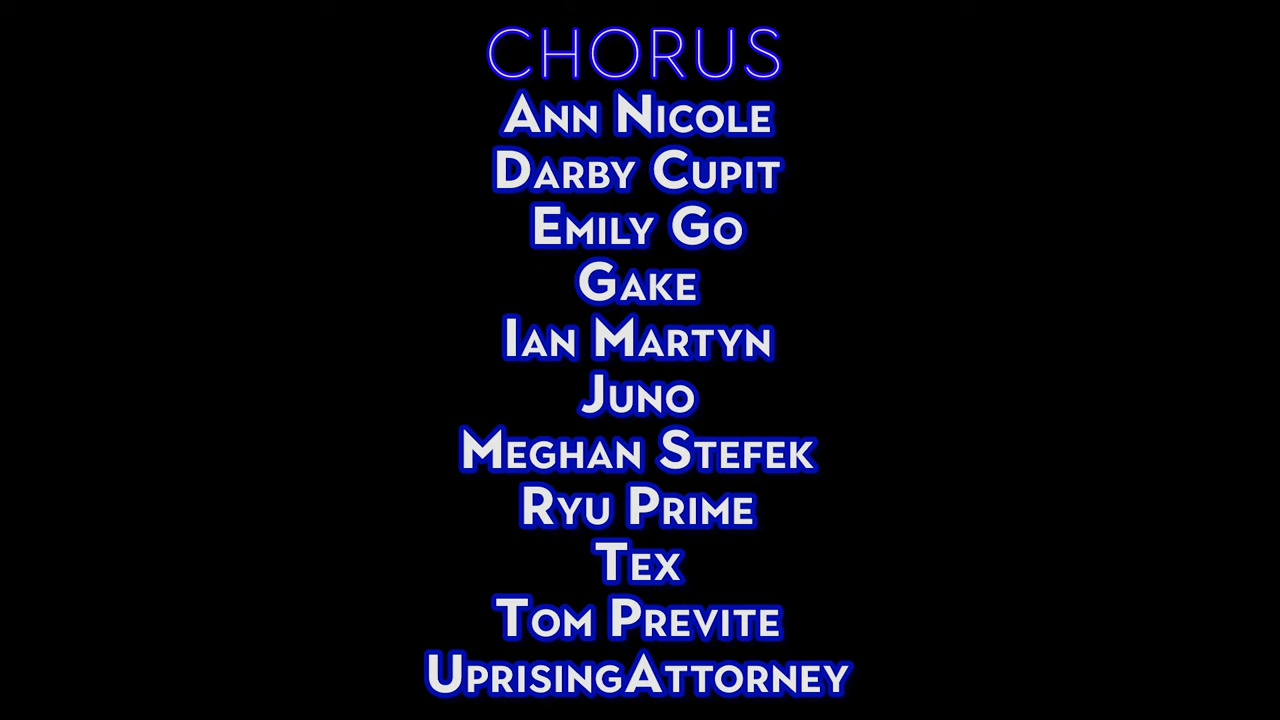 CHORUS
Ann Nicole
Darby Cupit
Emily Go
Gake
Ian Martyn
Juno
Meghan Stefek
Ryu Prime
Tex
Tom Previte
UprisingAttorney